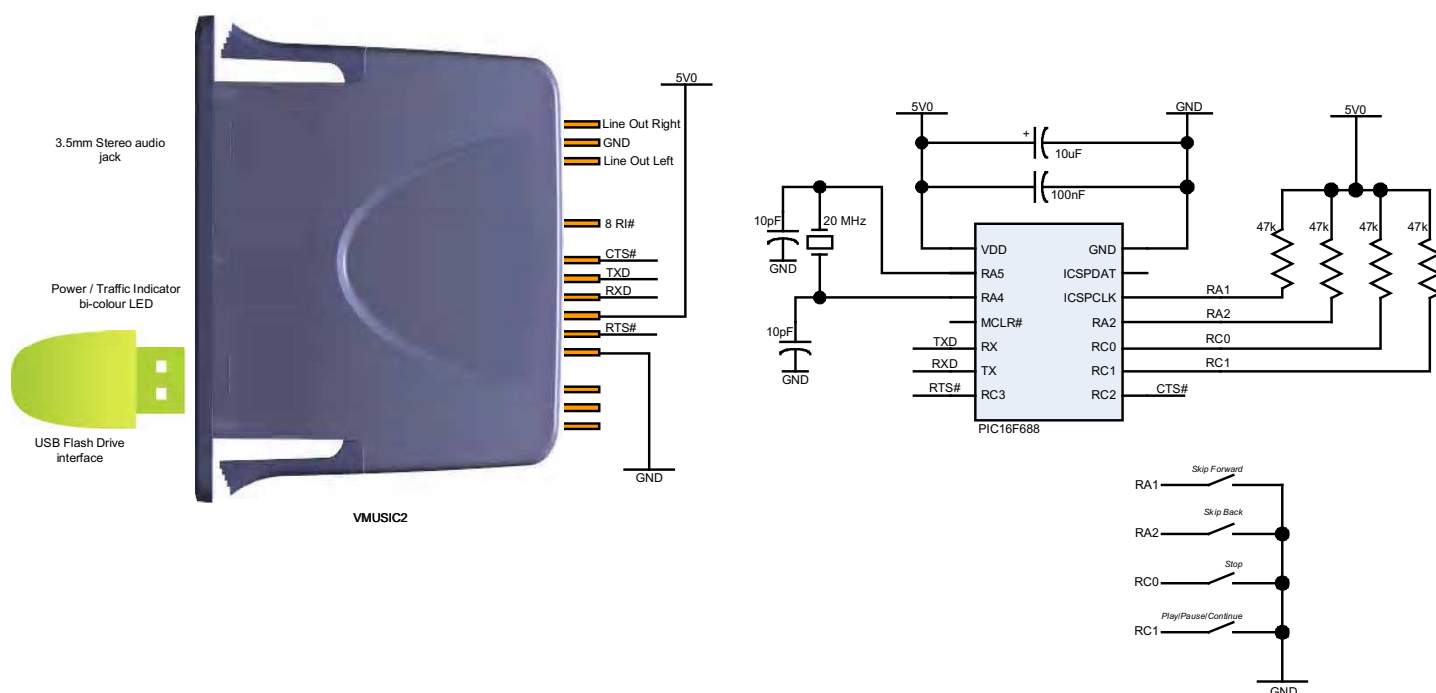 3.5mm Stereo audio
jack
Power / Traffic Indicator
bi-colour LED
USB Flash Drive
interface
VMUSIC2
5V0
Line Out Right
GND
Line Out Left
8 RI#
CTS#
TXD
RXD
RTS#
GND
5V0
GND
+
10uF
100nF
10pF
20 MHz
GND
10pF
GND
VDD
RA5
RA4
MCLR#
TXD
RX
RXD
TX
RTS#
RC3
GND
ICSPDAT
ICSPCLK
RA1
RA2
RA2
RC0
RC0
RC1
RC1
RC2
CTS#
PIC16F688
5V0
47k
47k
47k
47k
Skip Forward
RA1
Skip Back
RA2
Stop
RC0
Play/Pause/Continue
RC1
GND